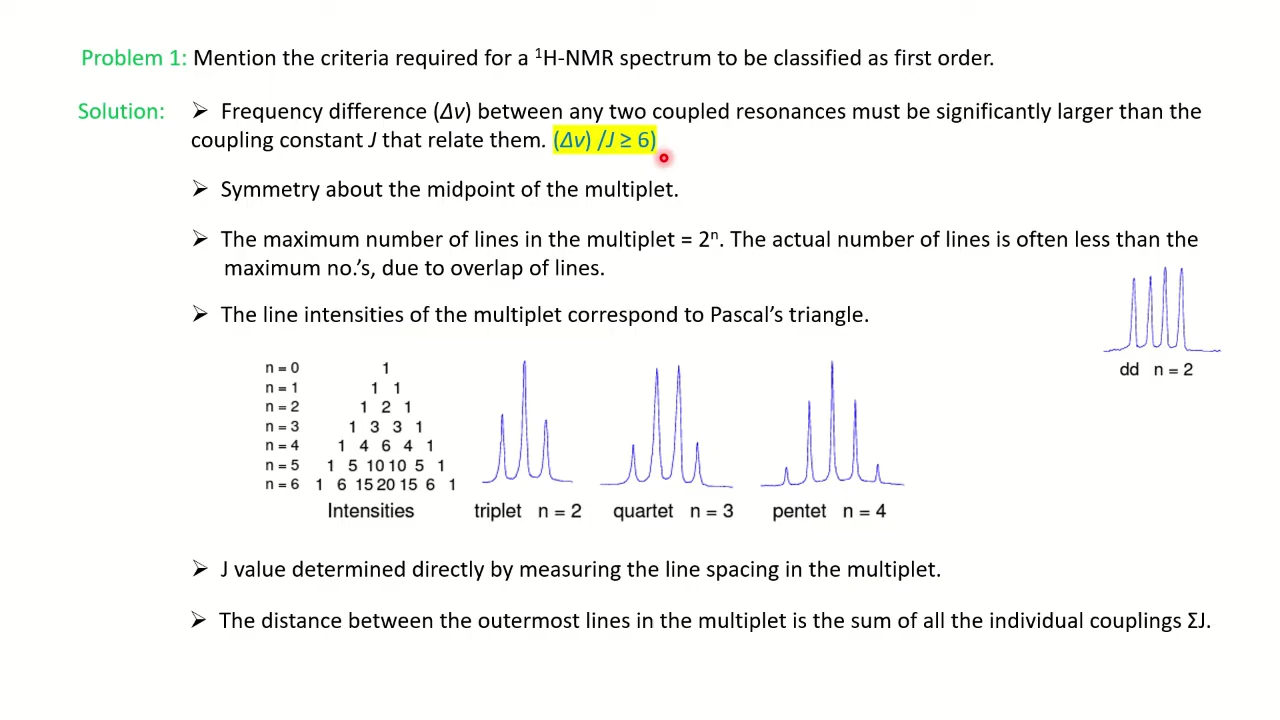 Problem 1: Mention the criteria required for a ¹H-NMR spectrum to be classified as first order.
Solution: ➢ Frequency difference (Δν) between any two coupled resonances must be significantly larger than the
coupling constant J that relate them. (Δν) /J ≥ 6)
➢ Symmetry about the midpoint of the multiplet.
➢ The maximum number of lines in the multiplet = 2ⁿ. The actual number of lines is often less than the
maximum no.'s, due to overlap of lines.
➢ The line intensities of the multiplet correspond to Pascal's triangle.
dd n = 2
n = 0 1
n = 1 1 1
n = 2 1 2 1
n = 3 1 3 3 1
n = 4 1 4 6 4 1
n = 5 1 5 10 10 5 1
n = 6 1 6 15 20 15 6 1
Intensities triplet n = 2 quartet n = 3 pentet n = 4
➢ J value determined directly by measuring the line spacing in the multiplet.
➢ The distance between the outermost lines in the multiplet is the sum of all the individual couplings ΣJ.